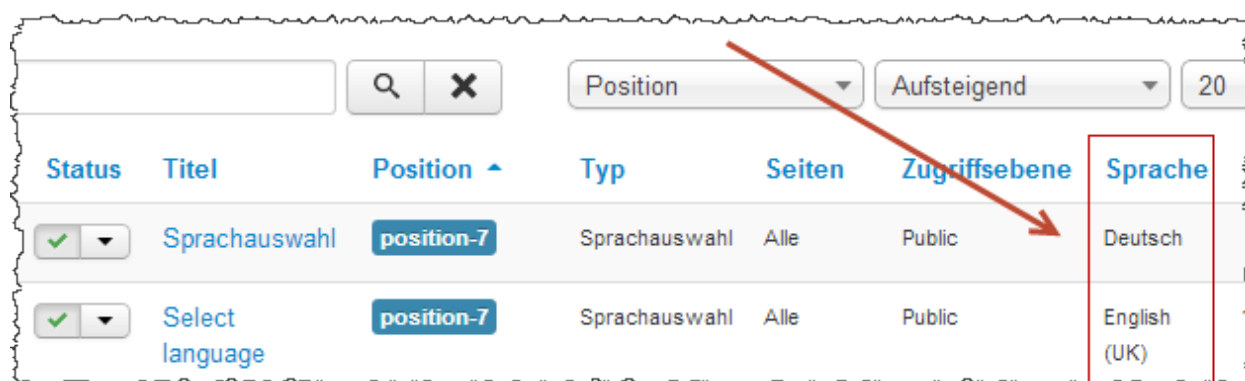 Position Aufsteigend 20
Status Titel Position Typ Seiten Zugriffsebene Sprache
Sprachauswahl position-7 Sprachauswahl Alle Public Deutsch
Select position-7 Sprachauswahl Alle Public English
language (UK)